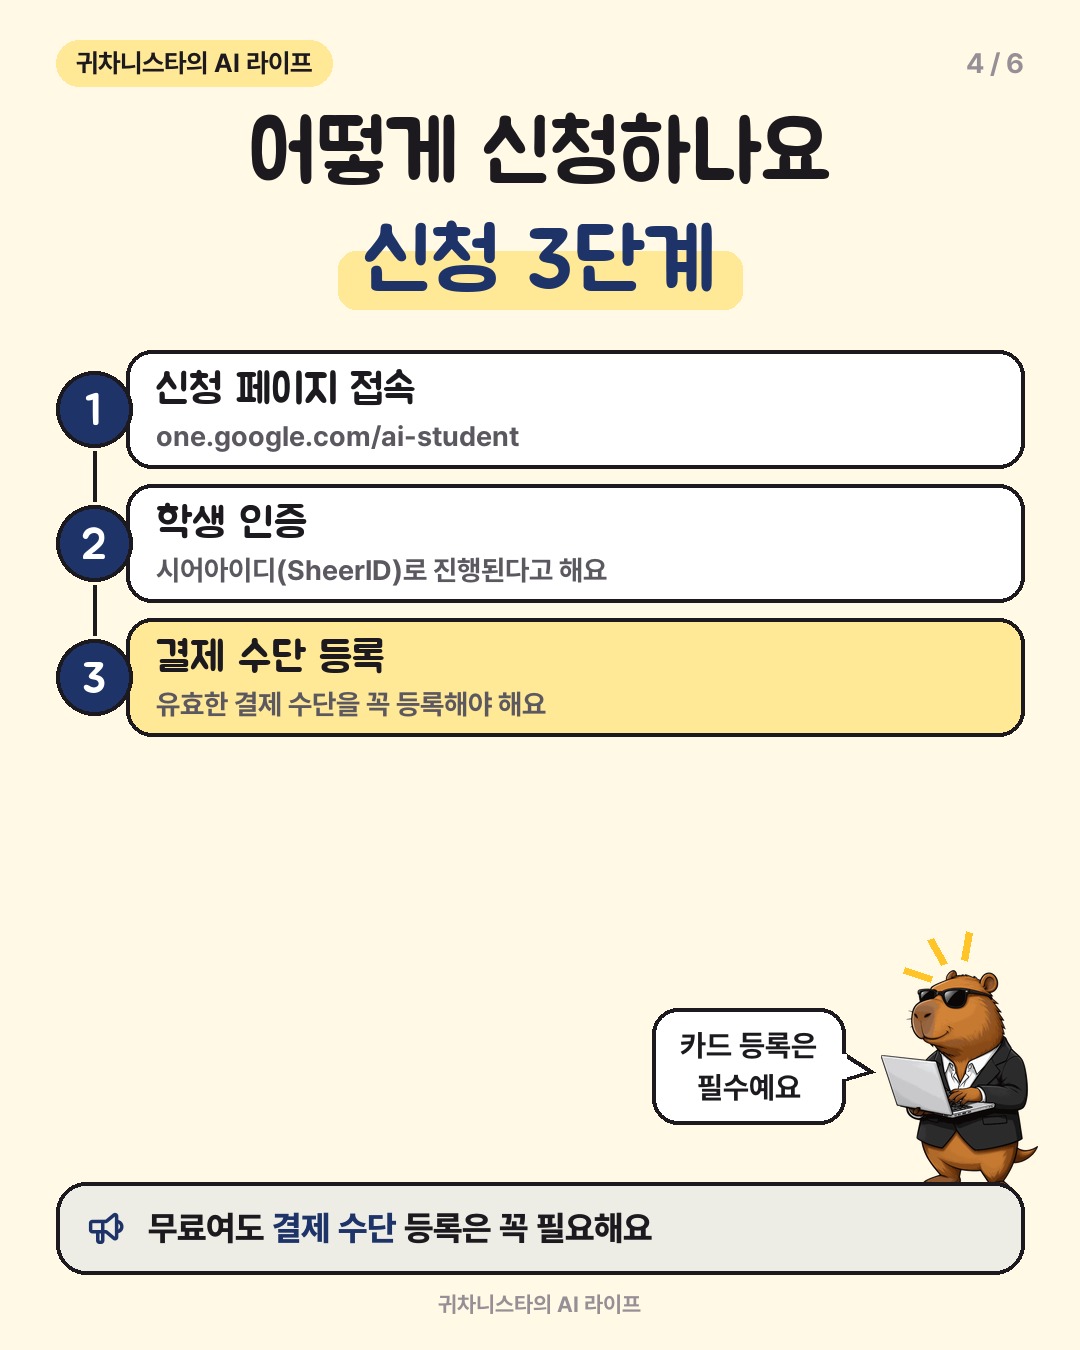 귀차니스타의 AI 라이프
4 / 6
어떻게 신청하나요
신청 3단계
1
신청 페이지 접속
one.google.com/ai-student
2
학생 인증
시어아이디(SheerID)로 진행된다고 해요
3
결제 수단 등록
유효한 결제 수단을 꼭 등록해야 해요
카드 등록은
필수예요
무료여도 결제 수단 등록은 꼭 필요해요
귀차니스타의 AI 라이프